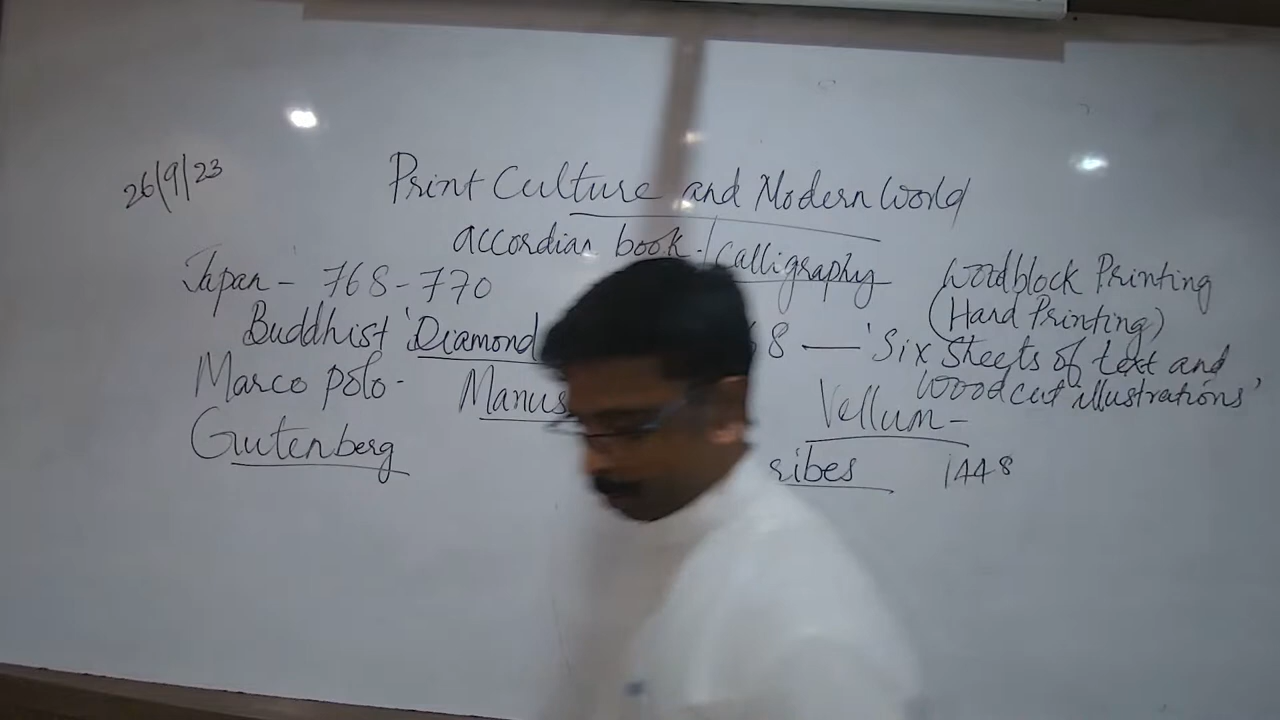 26/9/23
Print Culture and Modern World
accordian book / Calligraphy
Japan - 768-770
Woodblock Printing
(Hand Printing)
Buddhist 'Diamond 68 — 'Six Sheets of text and
woodcut illustrations'
Marco polo - Manus Vellum -
Gutenberg ribes 1448